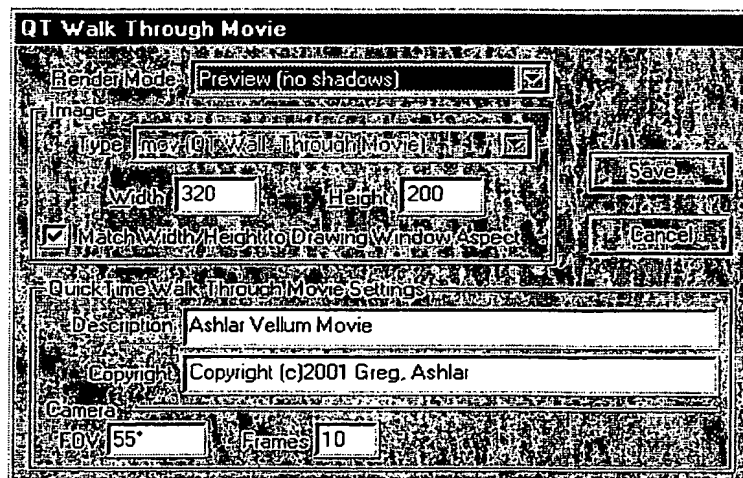 QT Walk Through Movie
Render Mode Preview (no shadows)
Image
Type mov (QT Walk Through Movie)
Width 320 Height 200
Match Width/Height to Drawing Window Aspect
Save
Cancel
QuickTime Walk Through Movie Settings
Description Ashlar Vellum Movie
Copyright Copyright (c)2001 Greg, Ashlar
Camera
FOV 55° Frames 10